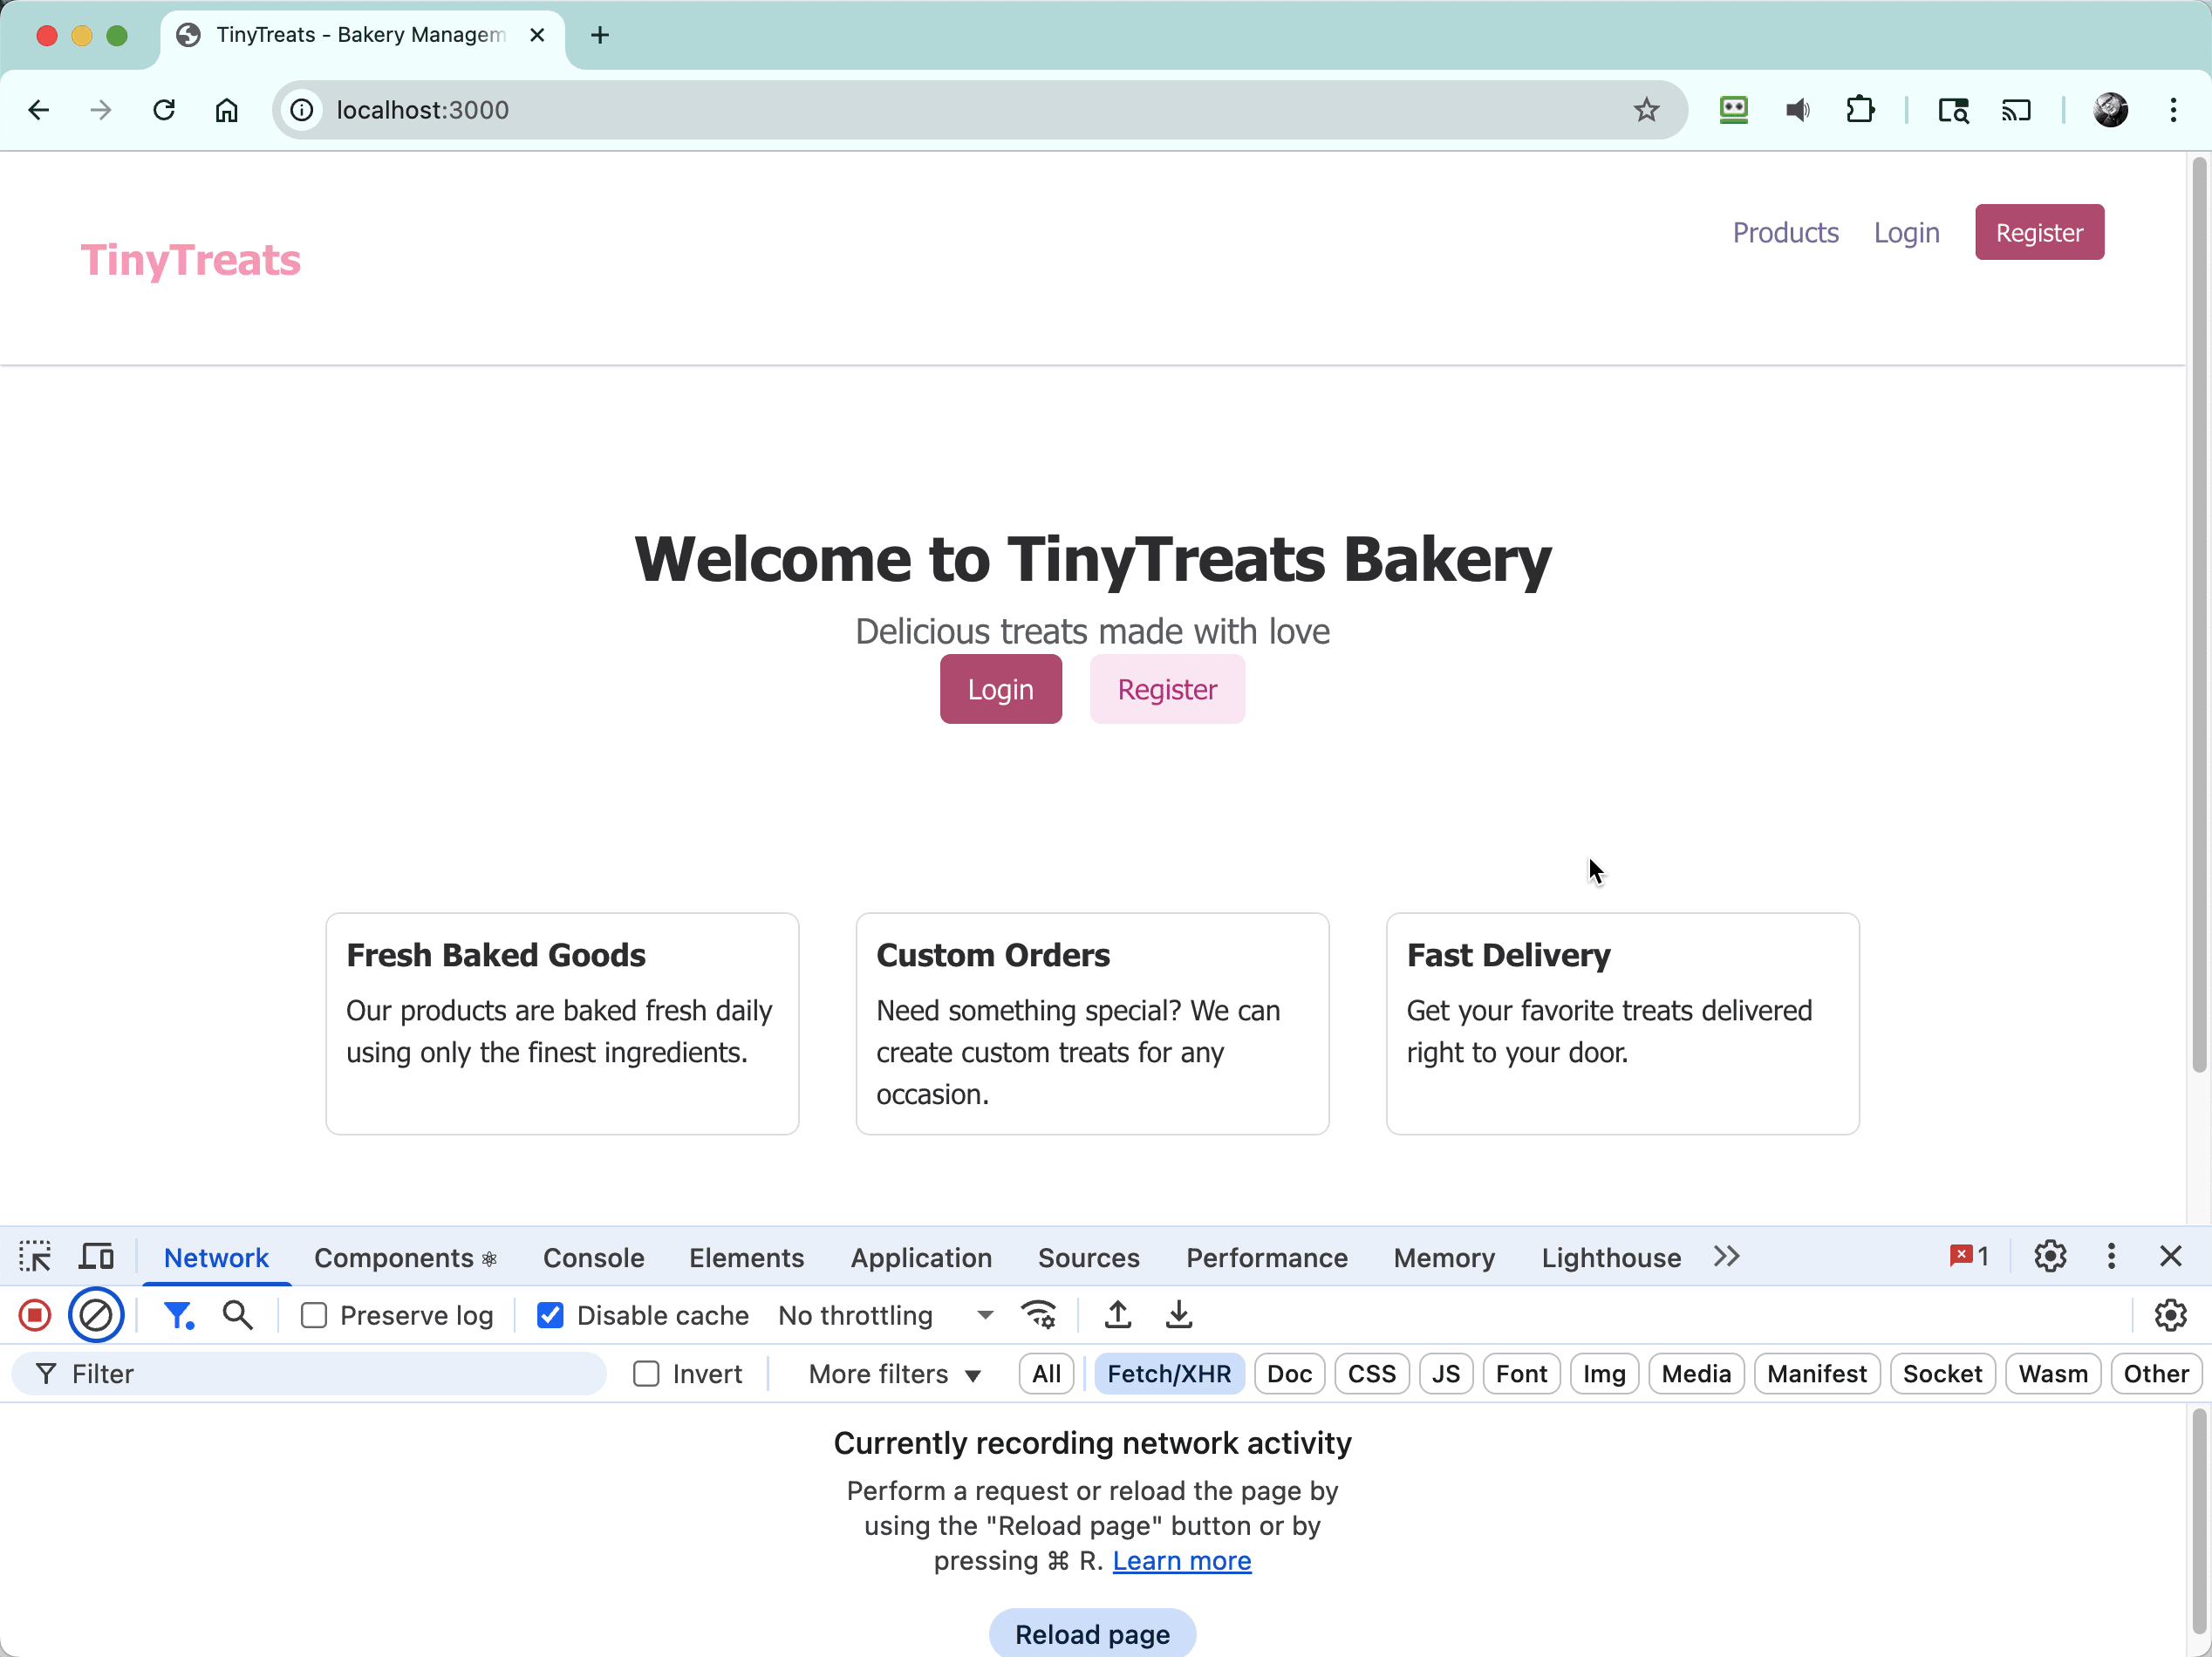 TinyTreats - Bakery Managem
localhost:3000
TinyTreats
Products
Login
Register
Welcome to TinyTreats Bakery
Delicious treats made with love
Login
Register
Fresh Baked Goods
Our products are baked fresh daily
using only the finest ingredients.
Custom Orders
Need something special? We can
create custom treats for any
occasion.
Fast Delivery
Get your favorite treats delivered
right to your door.
Network
Components
Console
Elements
Application
Sources
Performance
Memory
Lighthouse
1
Preserve log
Disable cache
No throttling
Filter
Invert
More filters
All
Fetch/XHR
Doc
CSS
JS
Font
Img
Media
Manifest
Socket
Wasm
Other
Currently recording network activity
Perform a request or reload the page by
using the "Reload page" button or by
pressing ⌘ R. Learn more
Reload page